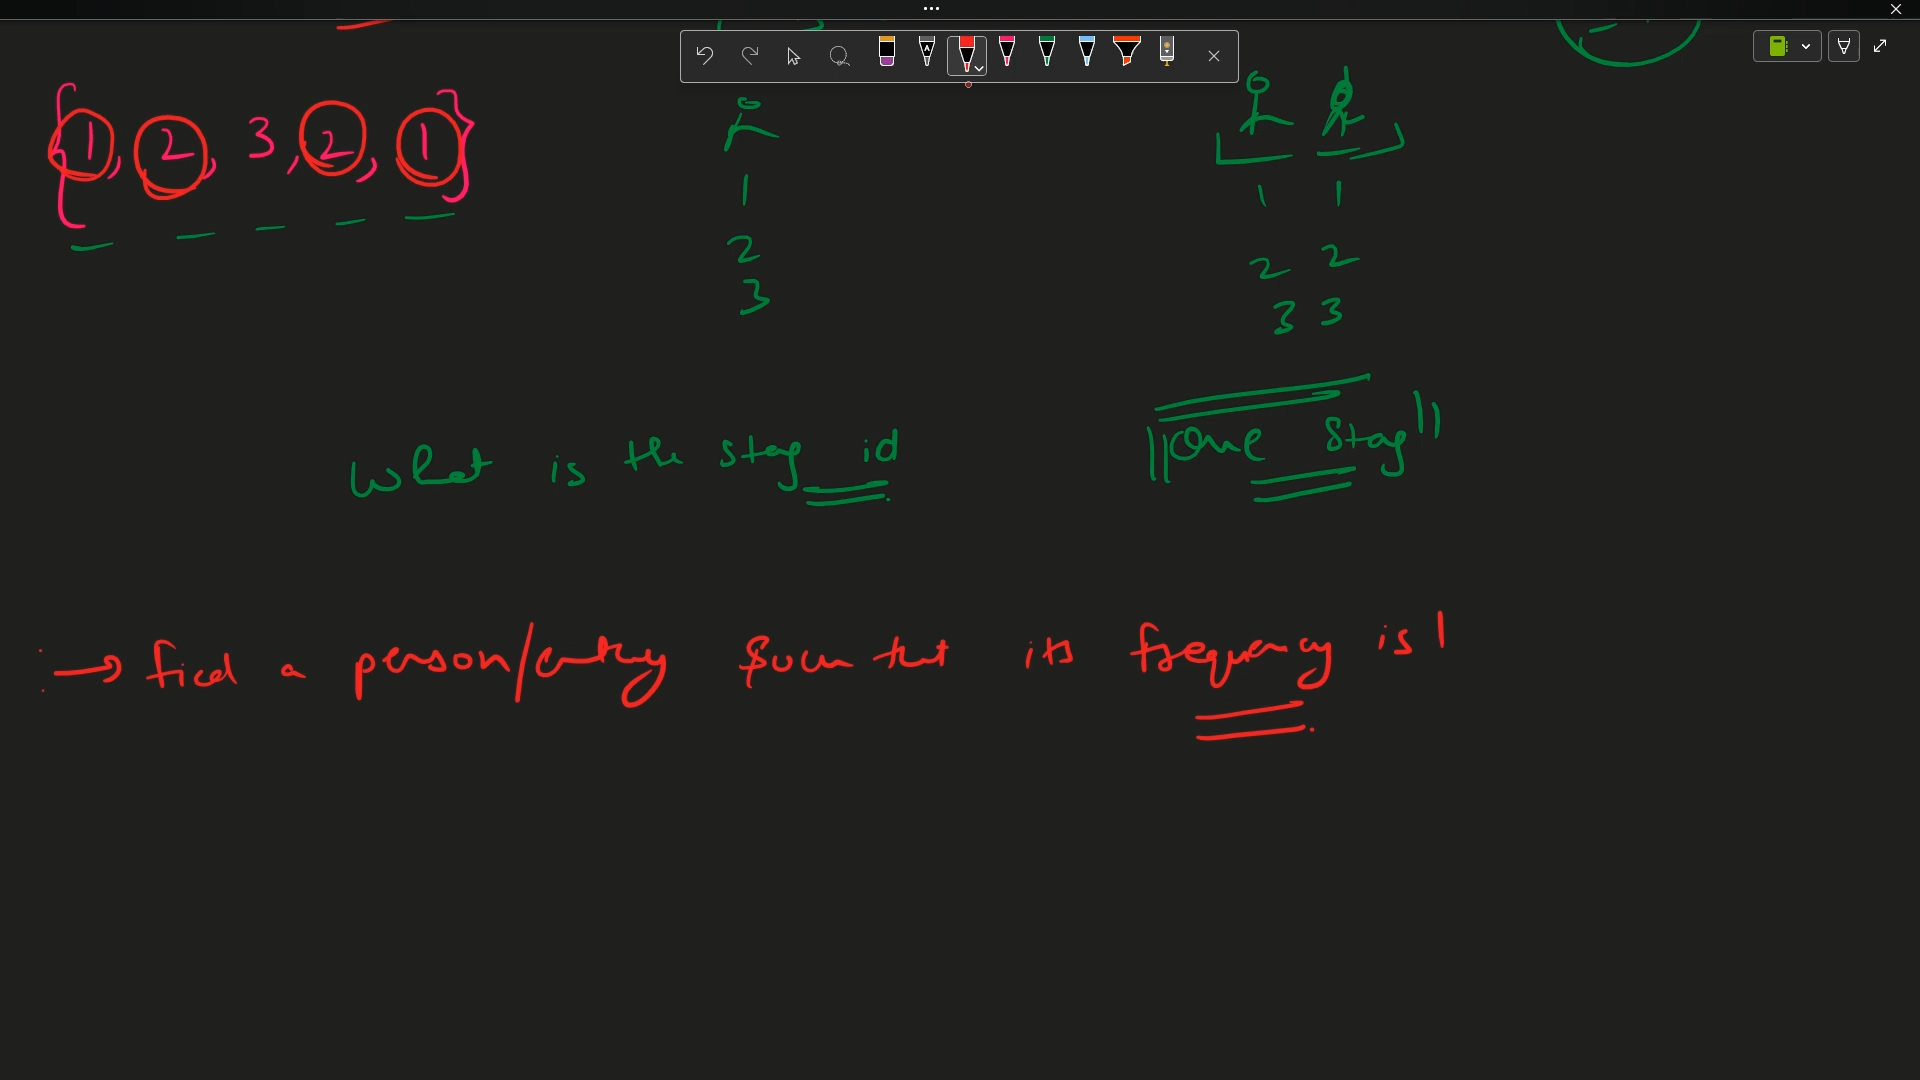 {1, 2, 3, 2, 1}
1
2
3
1 1
2 2
3 3
What is the stag id
"One Stag"
→ find a person/entry such that its frequency is 1